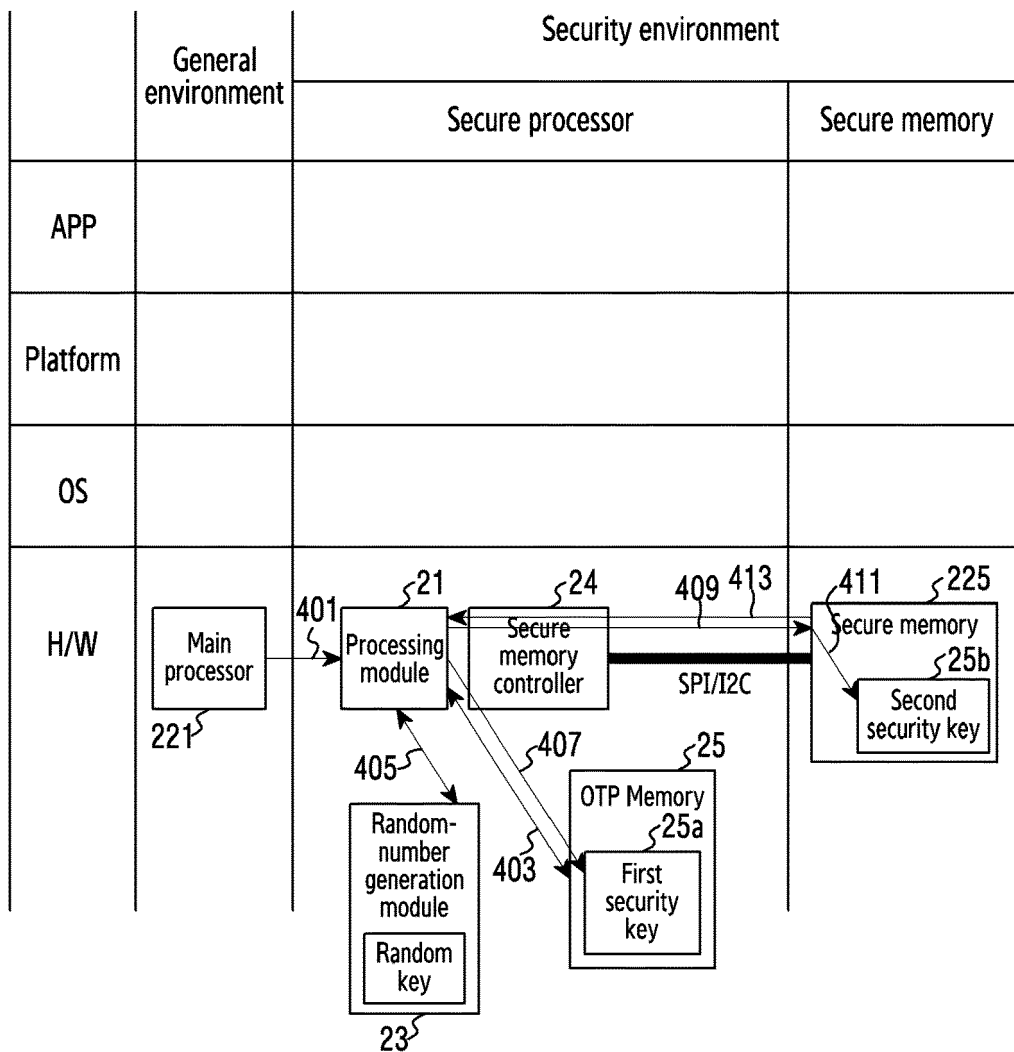 Security environment
General
environment
Secure processor
Secure memory
APP
Platform
OS
H/W
21
24
413
411
225
401
409
Main
processor
Processing
module
Secure
memory
controller
Secure memory
25b
SPI/I2C
Second
security key
221
405
407
25
403
OTP Memory
25a
First
security
key
Random-
number
generation
module
Random
key
23